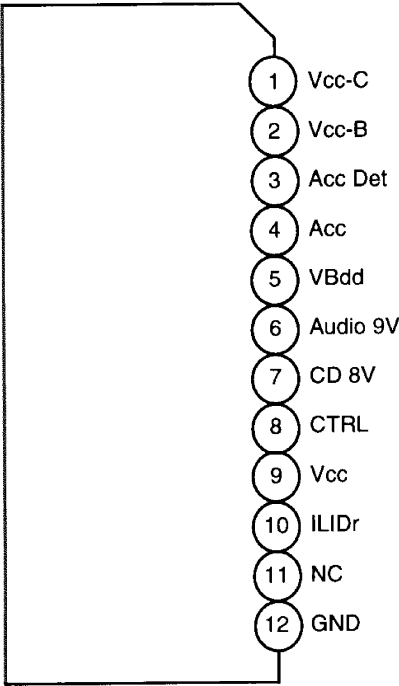 1 Vcc-C
2 Vcc-B
3 Acc Det
4 Acc
5 VBdd
6 Audio 9V
7 CD 8V
8 CTRL
9 Vcc
10 ILIDr
11 NC
12 GND